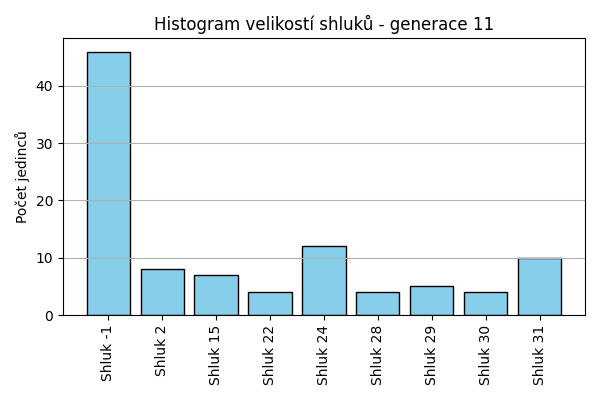 Histogram velikostí shluků - generace 11
Počet jedinců
40
30
20
10
0
Shluk -1
Shluk 2
Shluk 15
Shluk 22
Shluk 24
Shluk 28
Shluk 29
Shluk 30
Shluk 31